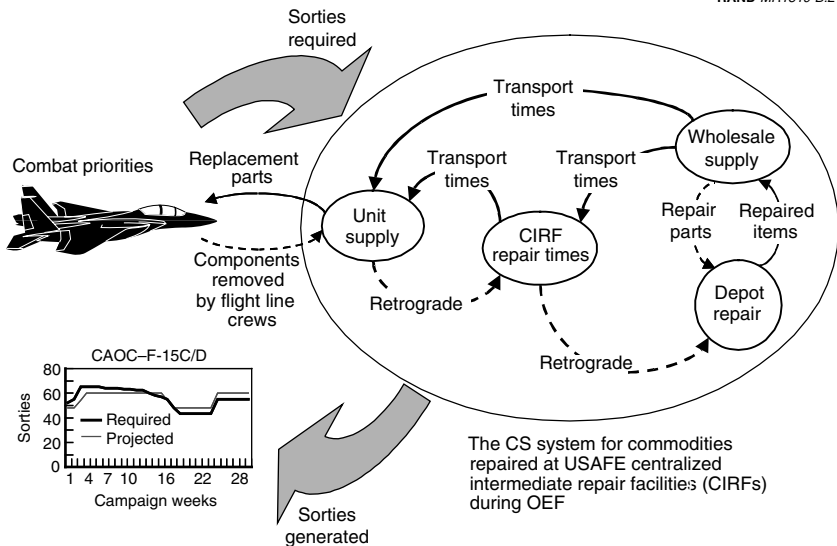 Sorties
required
Transport
times
Wholesale
supply
Combat priorities
Replacement
parts
Transport
times
Transport
times
Unit
supply
CIRF
repair times
Repair
parts
Repaired
items
Components
removed
by flight line
crews
Retrograde
Depot
repair
Retrograde
CAOC–F-15C/D
Sorties
80
60
40
20
0
Required
Projected
1 4 7 10 16 22 28
Campaign weeks
The CS system for commodities
repaired at USAFE centralized
intermediate repair facilities (CIRFs)
during OEF
Sorties
generated